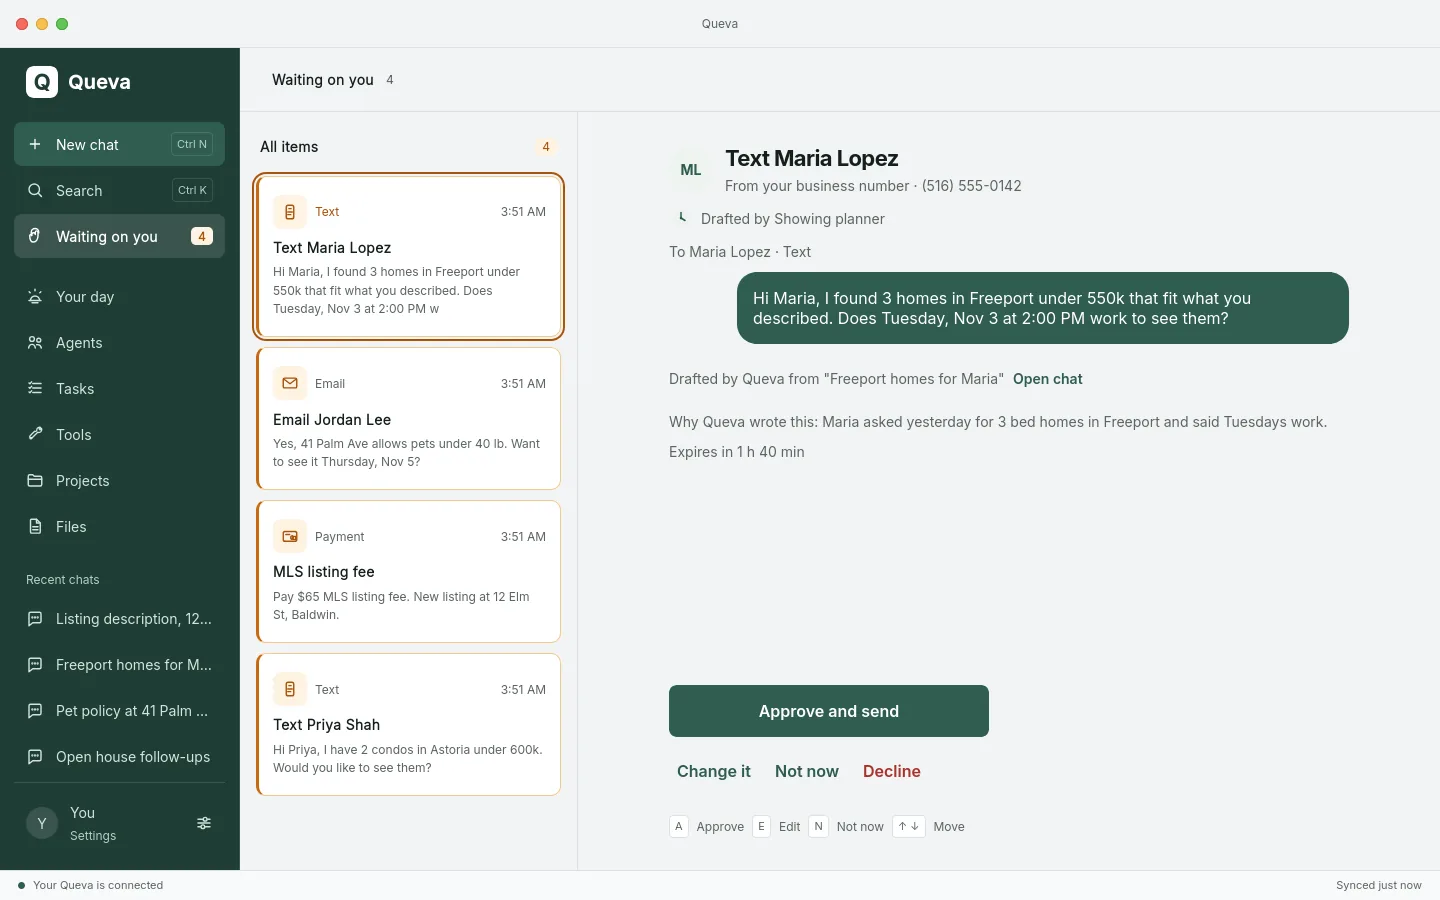 Queva
Q Queva
New chat Ctrl N
Search Ctrl K
Waiting on you 4
Your day
Agents
Tasks
Tools
Projects
Files
Recent chats
Listing description, 12...
Freeport homes for M...
Pet policy at 41 Palm ...
Open house follow-ups
Y You
Settings
Waiting on you 4
All items 4
Text 3:51 AM
Text Maria Lopez
Hi Maria, I found 3 homes in Freeport under
550k that fit what you described. Does
Tuesday, Nov 3 at 2:00 PM w
Email 3:51 AM
Email Jordan Lee
Yes, 41 Palm Ave allows pets under 40 lb. Want
to see it Thursday, Nov 5?
Payment 3:51 AM
MLS listing fee
Pay $65 MLS listing fee. New listing at 12 Elm
St, Baldwin.
Text 3:51 AM
Text Priya Shah
Hi Priya, I have 2 condos in Astoria under 600k.
Would you like to see them?
ML Text Maria Lopez
From your business number · (516) 555-0142
Drafted by Showing planner
To Maria Lopez · Text
Hi Maria, I found 3 homes in Freeport under 550k that fit what you
described. Does Tuesday, Nov 3 at 2:00 PM work to see them?
Drafted by Queva from "Freeport homes for Maria" Open chat
Why Queva wrote this: Maria asked yesterday for 3 bed homes in Freeport and said Tuesdays work.
Expires in 1 h 40 min
Approve and send
Change it Not now Decline
A Approve E Edit N Not now ↑ ↓ Move
Your Queva is connected
Synced just now